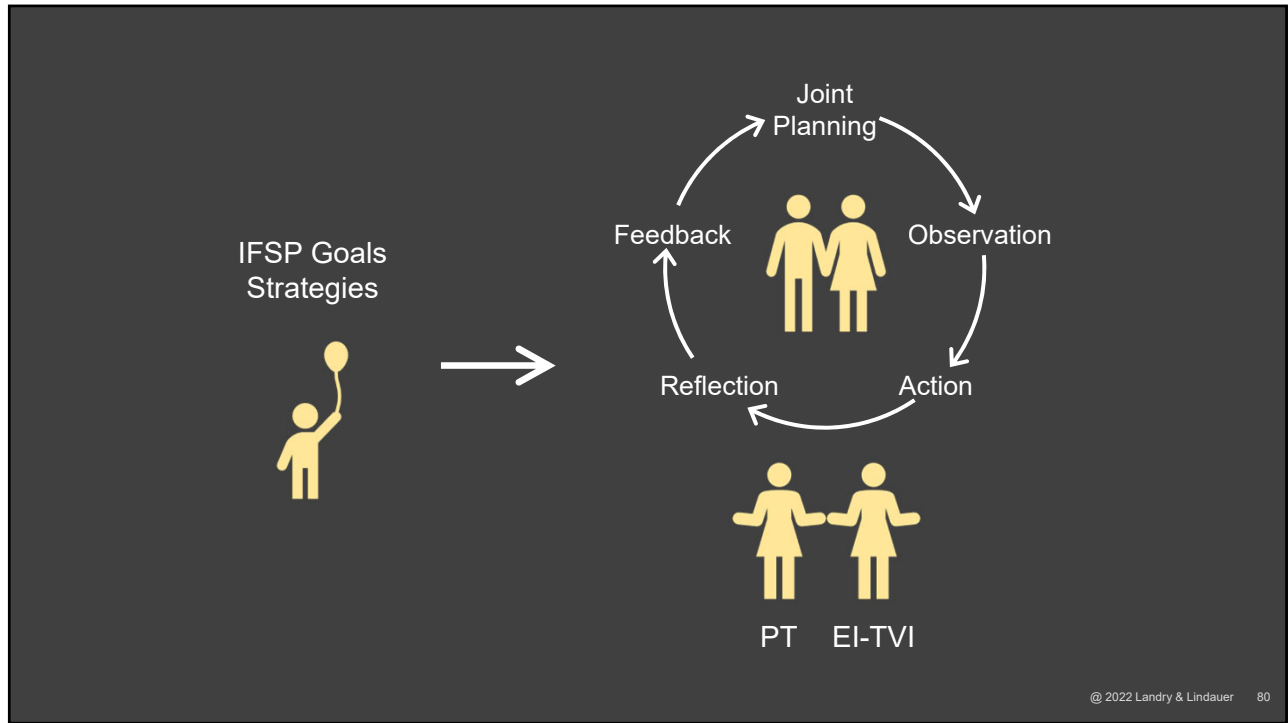 IFSP Goals
Strategies
Joint
Planning
Observation
Action
Reflection
Feedback
PT EI-TVI
@ 2022 Landry & Lindauer 80